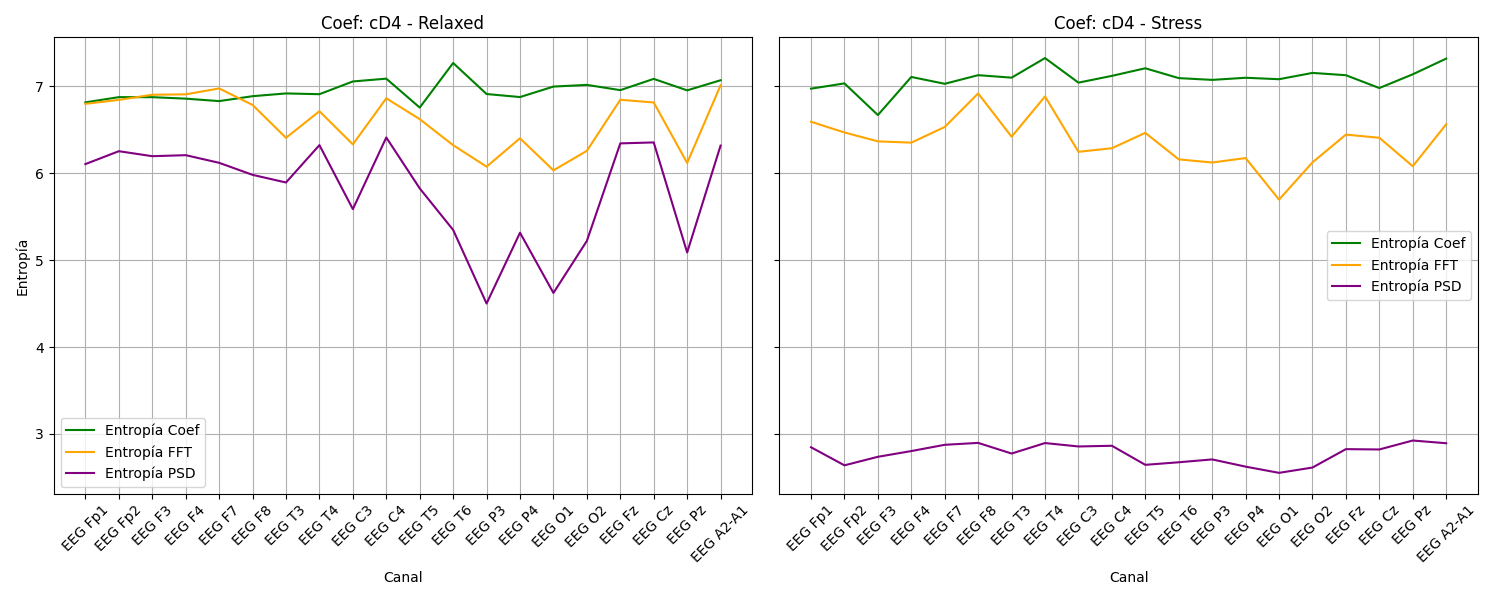 Coef: cD4 - Relaxed
Entropía
7
6
5
4
3
Entropía Coef
Entropía FFT
Entropía PSD
EEG Fp1
EEG Fp2
EEG F3
EEG F4
EEG F7
EEG F8
EEG T3
EEG T4
EEG C3
EEG C4
EEG T5
EEG T6
EEG P3
EEG P4
EEG O1
EEG O2
EEG Fz
EEG Cz
EEG Pz
EEG A2-A1
Canal
Coef: cD4 - Stress
Entropía Coef
Entropía FFT
Entropía PSD
EEG Fp1
EEG Fp2
EEG F3
EEG F4
EEG F7
EEG F8
EEG T3
EEG T4
EEG C3
EEG C4
EEG T5
EEG T6
EEG P3
EEG P4
EEG O1
EEG O2
EEG Fz
EEG Cz
EEG Pz
EEG A2-A1
Canal